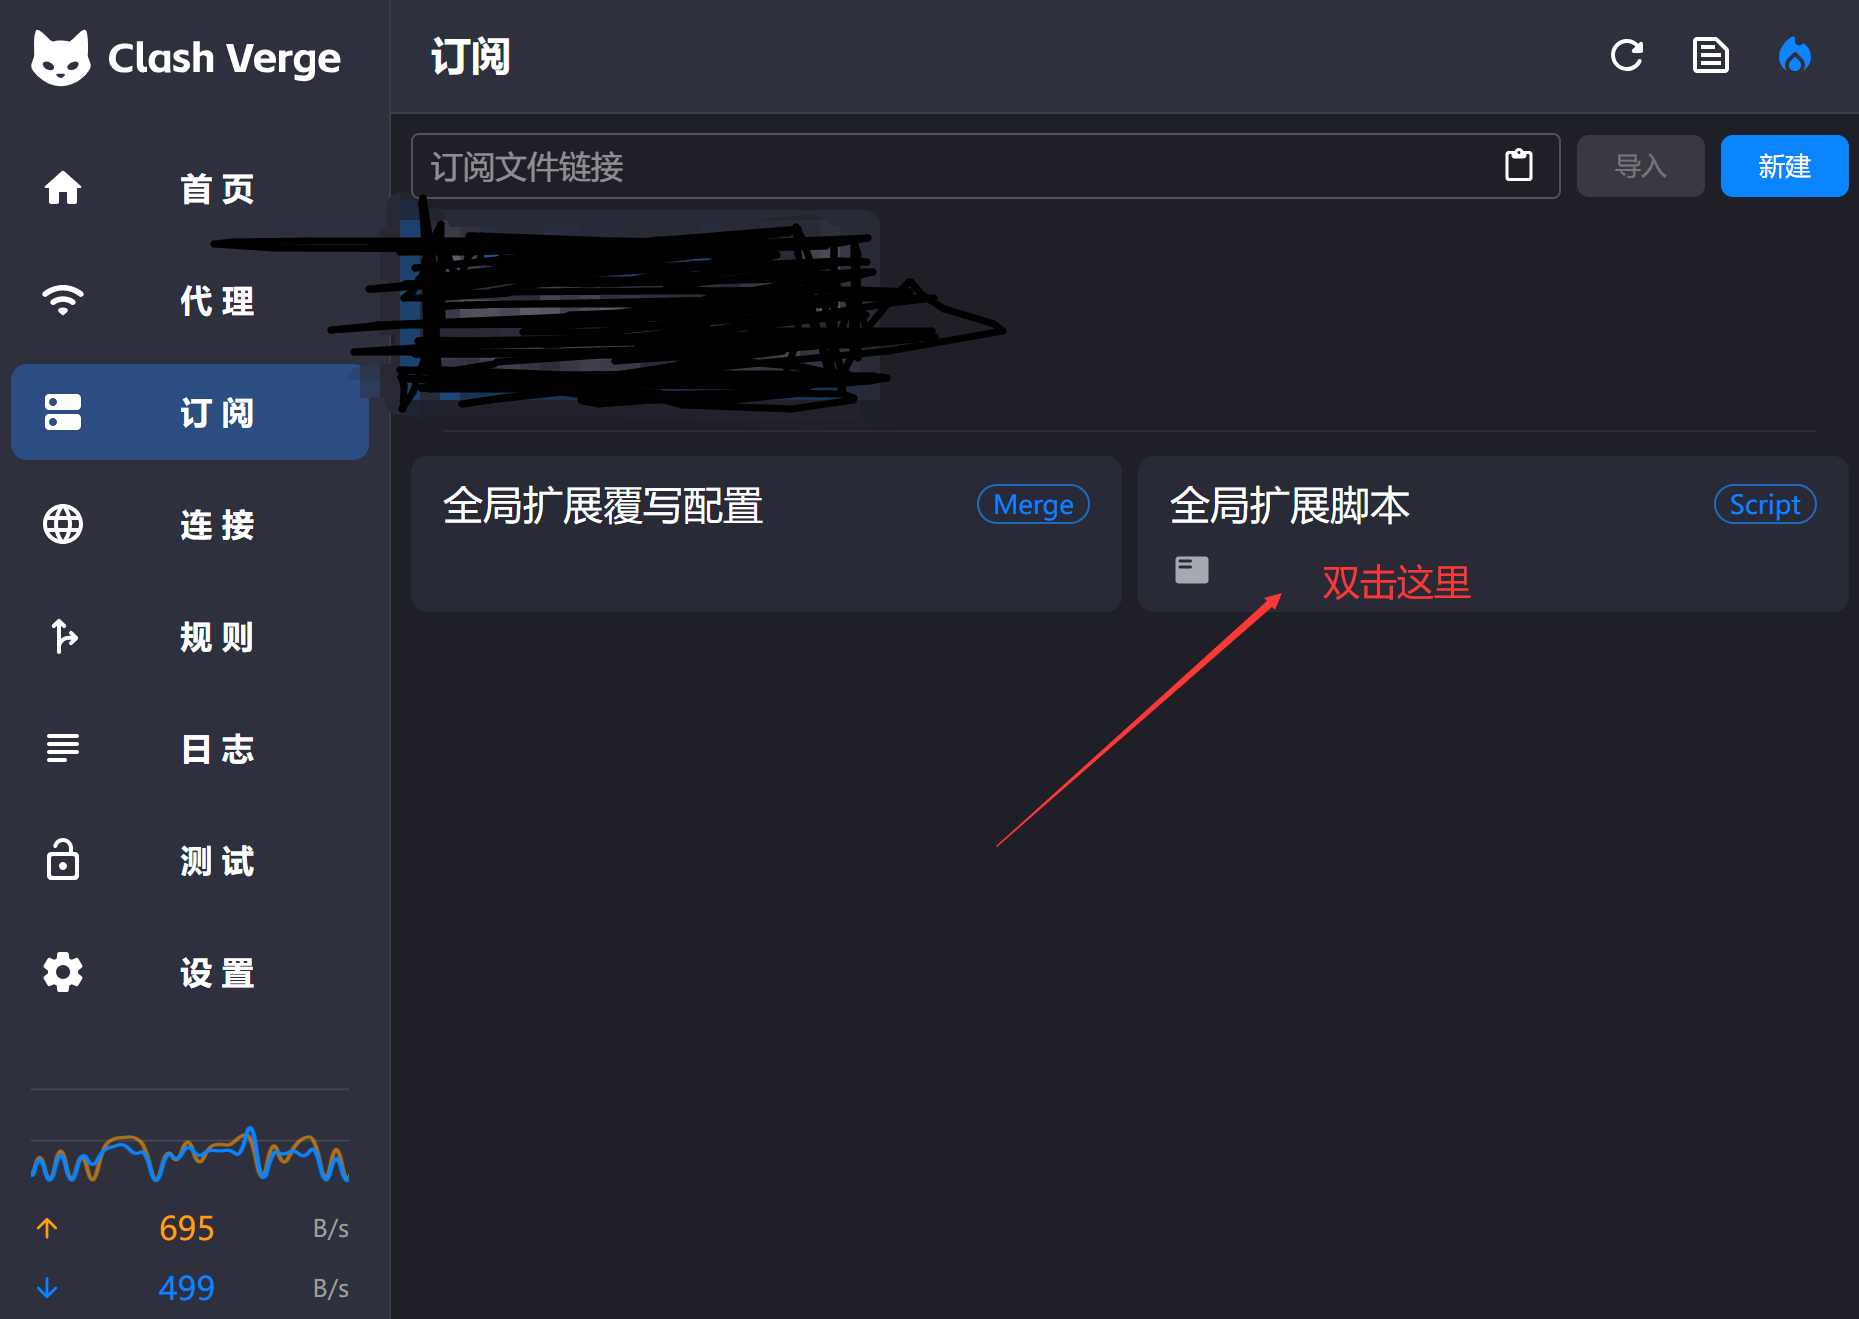 Clash Verge
订阅
首 页
代 理
订 阅
连 接
规 则
日 志
测 试
设 置
695 B/s
499 B/s
订阅文件链接
导入
新建
全局扩展覆写配置
Merge
全局扩展脚本
Script
双击这里